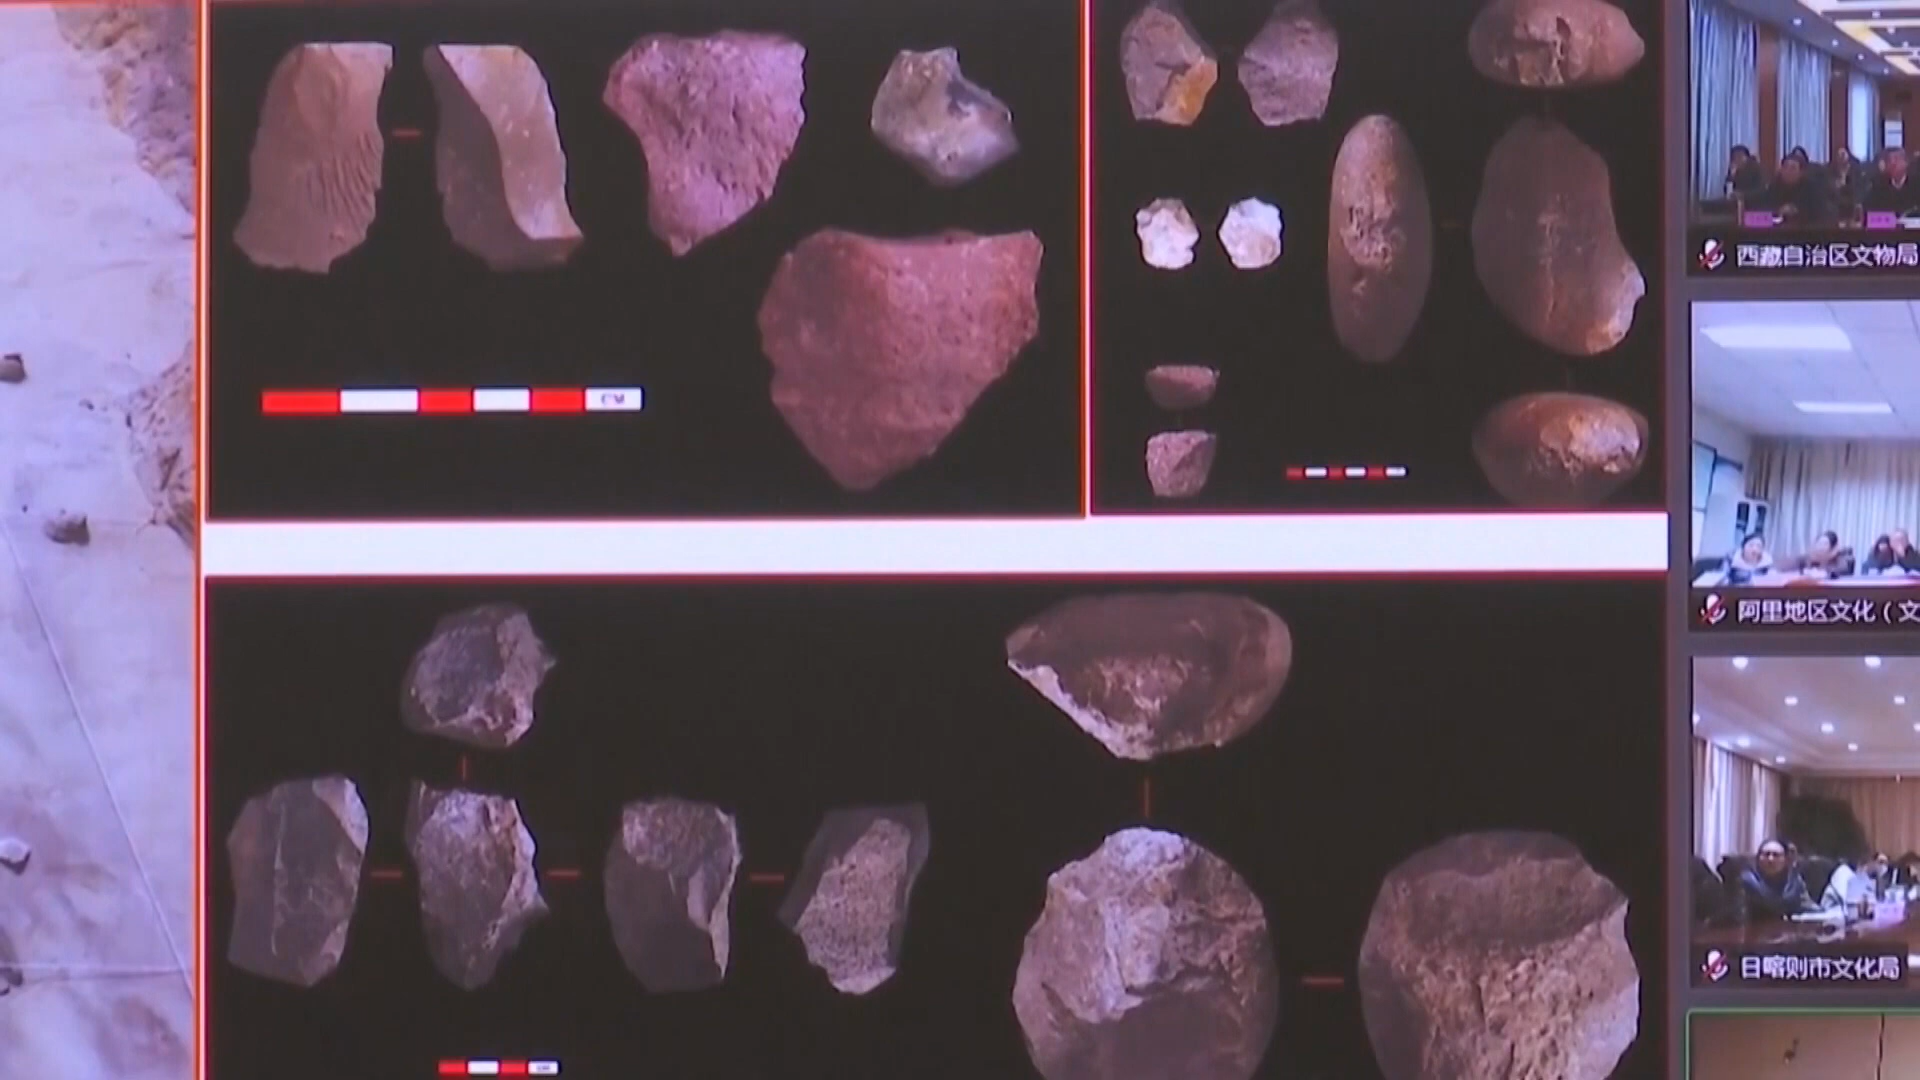 CM
西藏自治区文物局
阿里地区文化（文
日喀则市文化局